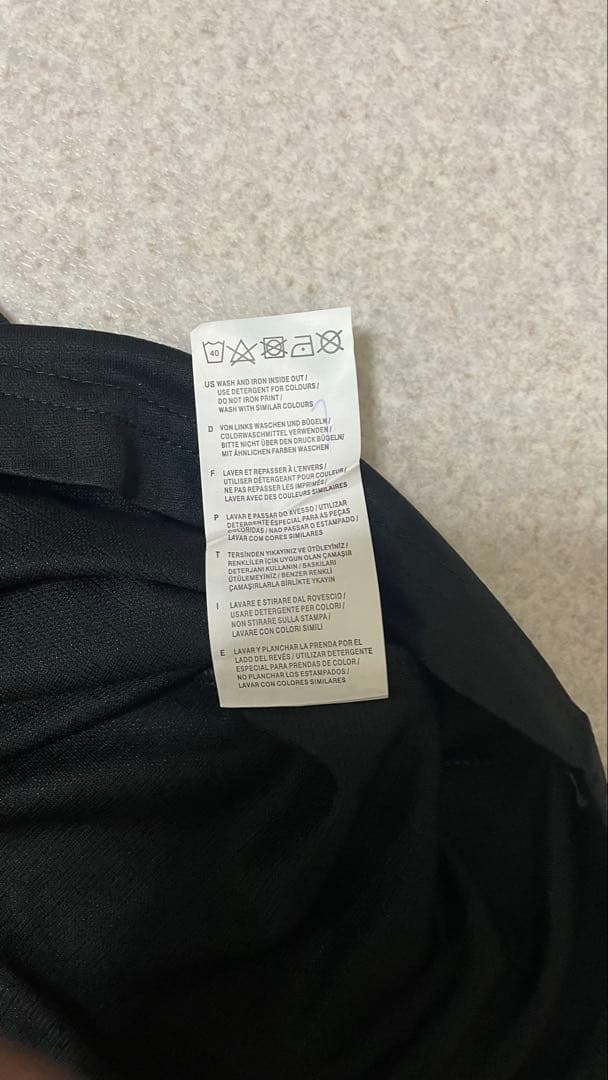 40
US WASH AND IRON INSIDE OUT /
USE DETERGENT FOR COLOURS /
DO NOT IRON PRINT /
WASH WITH SIMILAR COLOURS
D VON LINKS WASCHEN UND BÜGELN /
COLORWASCHMITTEL VERWENDEN /
BITTE NICHT ÜBER DEN DRUCK BÜGELN/
MIT ÄHNLICHEN FARBEN WASCHEN
F LAVER ET REPASSER À L'ENVERS /
UTILISER DÉTERGEANT POUR COULEUR /
NE PAS REPASSER LES IMPRIMÉS /
LAVER AVEC DES COULEURS SIMILAIRES
P LAVAR E PASSAR DO AVESSO / UTILIZAR
DETERGENTE ESPECIAL PARA AS PEÇAS
COLORIDAS / NAO PASSAR O ESTAMPADO /
LAVAR COM CORES SIMILARES
T TERSİNDEN YIKAYINIZ VE ÜTÜLEYİNİZ /
RENKLİLER İÇİN UYGUN OLAN ÇAMAŞIR
DETERJANI KULLANIN / BASKILARI
ÜTÜLEMEYİNİZ / BENZER RENKLİ
ÇAMAŞIRLARLA BİRLİKTE YIKAYIN
I LAVARE E STIRARE DAL ROVESCIO /
USARE DETERGENTE PER COLORI /
NON STIRARE SULLA STAMPA /
LAVARE CON COLORI SIMILI
E LAVAR Y PLANCHAR LA PRENDA POR EL
LADO DEL REVÉS / UTILIZAR DETERGENTE
ESPECIAL PARA PRENDAS DE COLOR /
NO PLANCHAR LOS ESTAMPADOS /
LAVAR CON COLORES SIMILARES